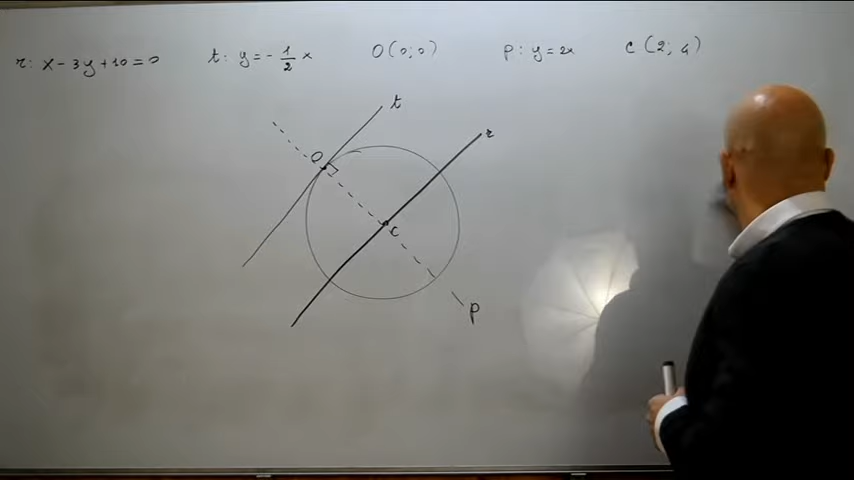 r: x-3y+10=0 t: y=-1/2 x O(0;0) p: y=2x C(2;4)
t
r
O
C
p